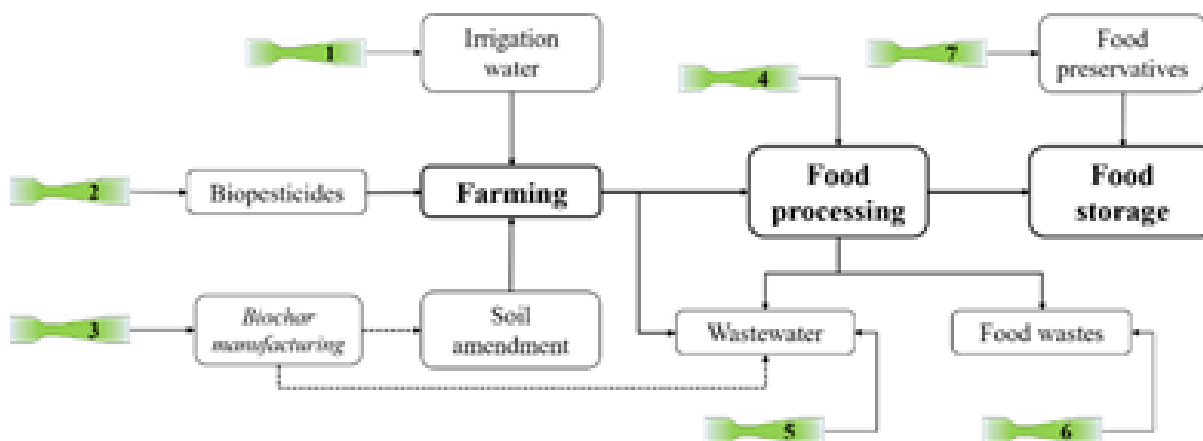 1
Irrigation
water
7
Food
preservatives
4
2
Biopesticides
Farming
Food
processing
Food
storage
3
Biochar
manufacturing
Soil
amendment
Wastewater
Food wastes
5
6